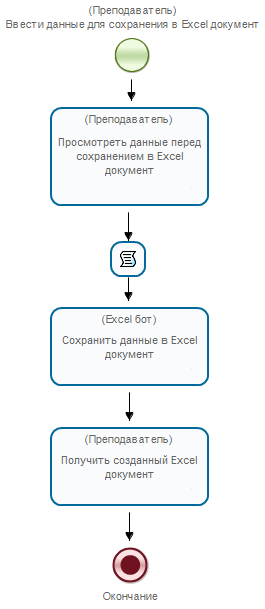 (Преподаватель)
Ввести данные для сохранения в Excel документ
(Преподаватель)
Просмотреть данные перед
сохранением в Excel
документ
(Excel бот)
Сохранить данные в Excel
документ
(Преподаватель)
Получить созданный Excel
документ
Окончание